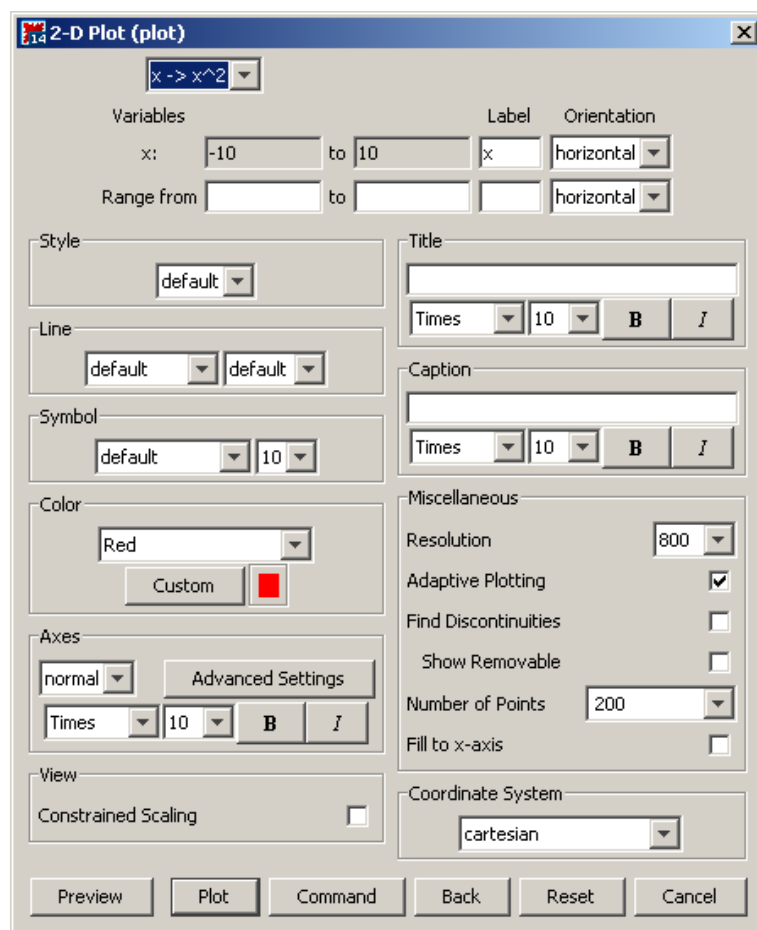 14 2-D Plot (plot)
x -> x^2
Variables Label Orientation
x: -10 to 10 x horizontal
Range from to horizontal
Style
default
Line
default default
Symbol
default 10
Color
Red
Custom
Axes
normal Advanced Settings
Times 10 B I
View
Constrained Scaling
Title
Times 10 B I
Caption
Times 10 B I
Miscellaneous
Resolution 800
Adaptive Plotting
Find Discontinuities
Show Removable
Number of Points 200
Fill to x-axis
Coordinate System
cartesian
Preview Plot Command Back Reset Cancel